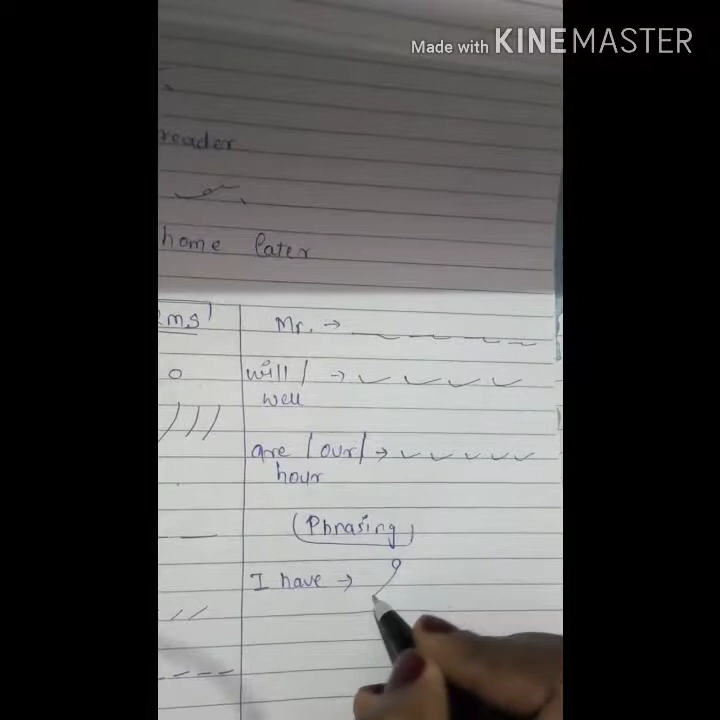 Made with KINEMASTER
reader
home later
Mr. →
will / →
well
are / our / →
hour
(Phrasing)
I have →